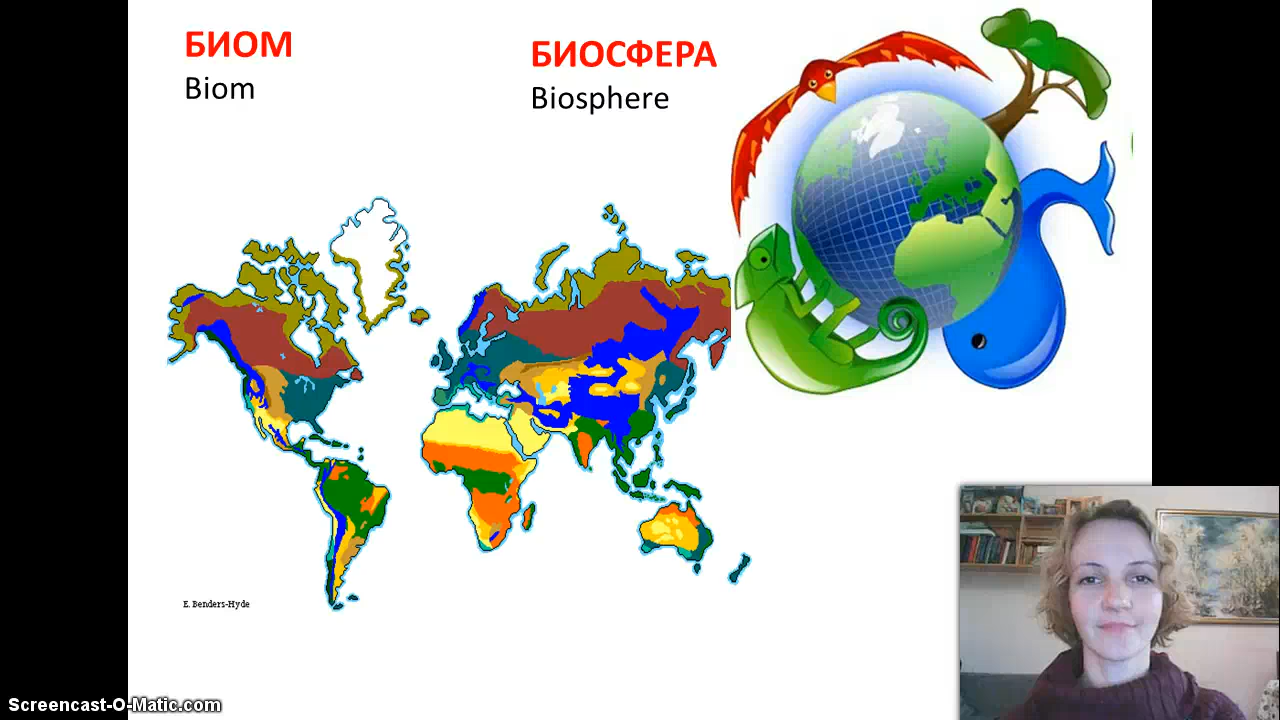 БИОМ
Biom
БИОСФЕРА
Biosphere
E. Benders-Hyde
Screencast-O-Matic.com